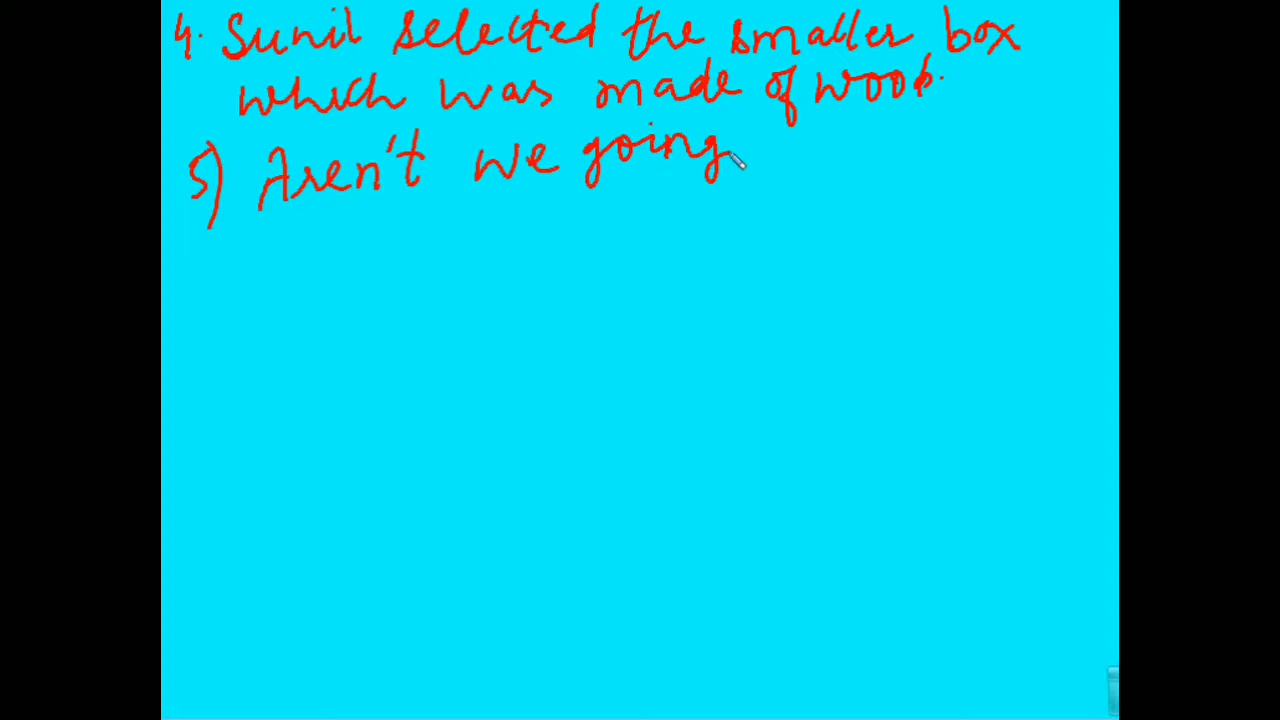 4. Sunil selected the smaller box
which was made of wood.
5) Aren't we going